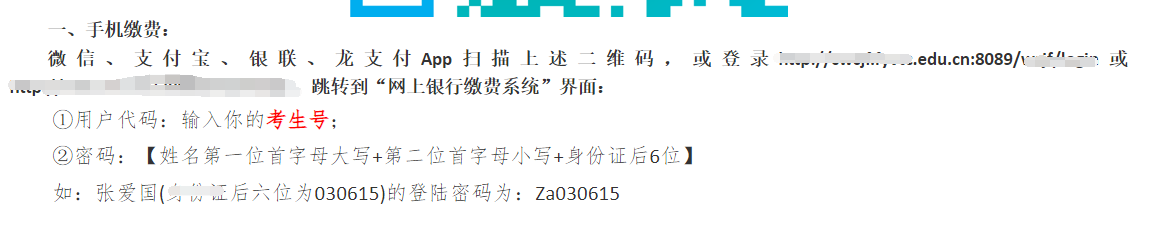 一、手机缴费：
微信、支付宝、银联、龙支付App扫描上述二维码，或登录.edu.cn:8089/或
跳转到“网上银行缴费系统”界面：
①用户代码：输入你的考生号；
②密码：【姓名第一位首字母大写+第二位首字母小写+身份证后6位】
如：张爱国(身份证后六位为030615)的登陆密码为：Za030615